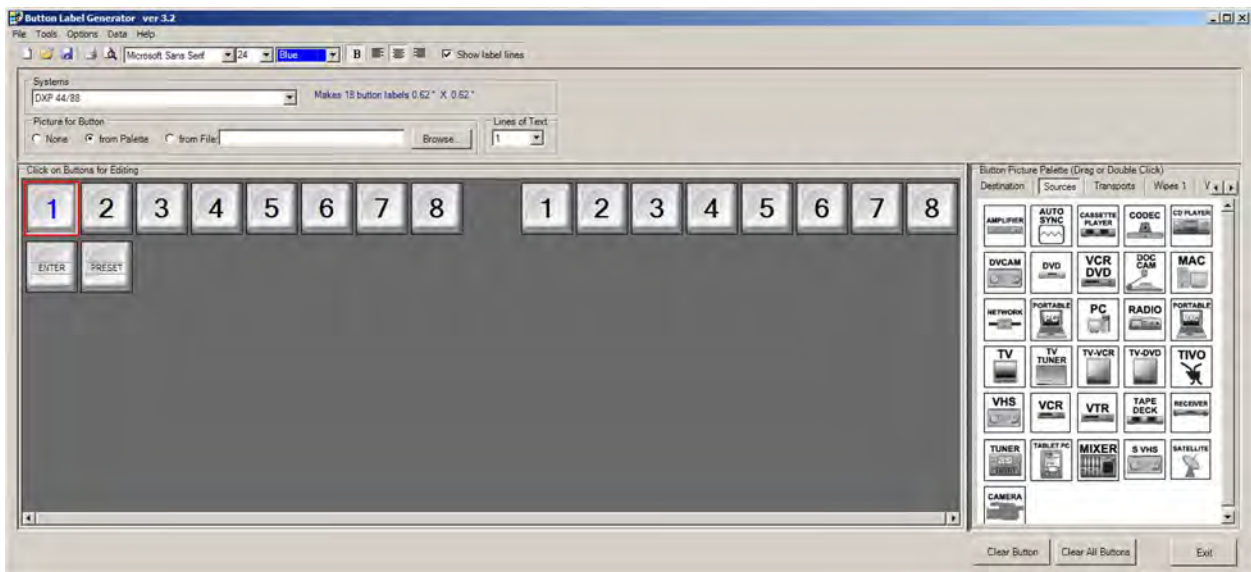 Button Label Generator ver 3.2
File Tools Options Data Help
Microsoft Sans Serif 24 Blue B Show label lines
Systems
DXP 44/88 Makes 18 button labels 0.62" X 0.62"
Picture for Button Lines of Text
None from Palette from File: Browse... 1
Click on Buttons for Editing
1 2 3 4 5 6 7 8 1 2 3 4 5 6 7 8
ENTER PRESET
Button Picture Palette (Drag or Double Click)
Destination Sources Transports Wipes 1 V
AMPLIFIER AUTO SYNC CASSETTE PLAYER CODEC CD PLAYER
DVCAM DVD VCR DVD DOC CAM MAC
NETWORK PORTABLE PC PC RADIO PORTABLE
TV TV TUNER TV-VCR TV-DVD TIVO
VHS VCR VTR TAPE DECK RECEIVER
TUNER TABLET PC MIXER S VHS SATELLITE
CAMERA
Clear Button Clear All Buttons Exit